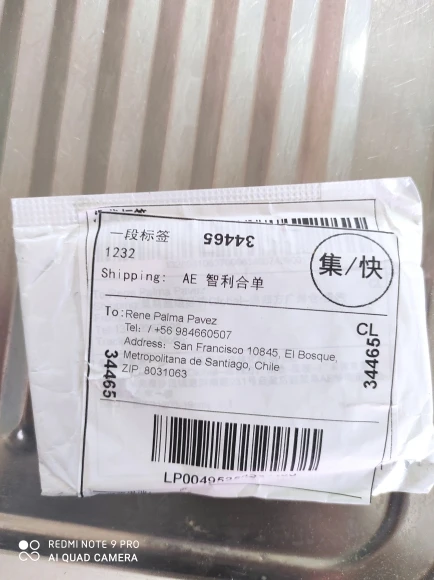 一段标签
34465
1232
集/快
Shipping: AE 智利合单
To: Rene Palma Pavez
Tel: / +56 984660507
Address: San Francisco 10845, El Bosque,
Metropolitana de Santiago, Chile
ZIP. 8031063
34465
CL
34465
REDMI NOTE 9 PRO
AI QUAD CAMERA